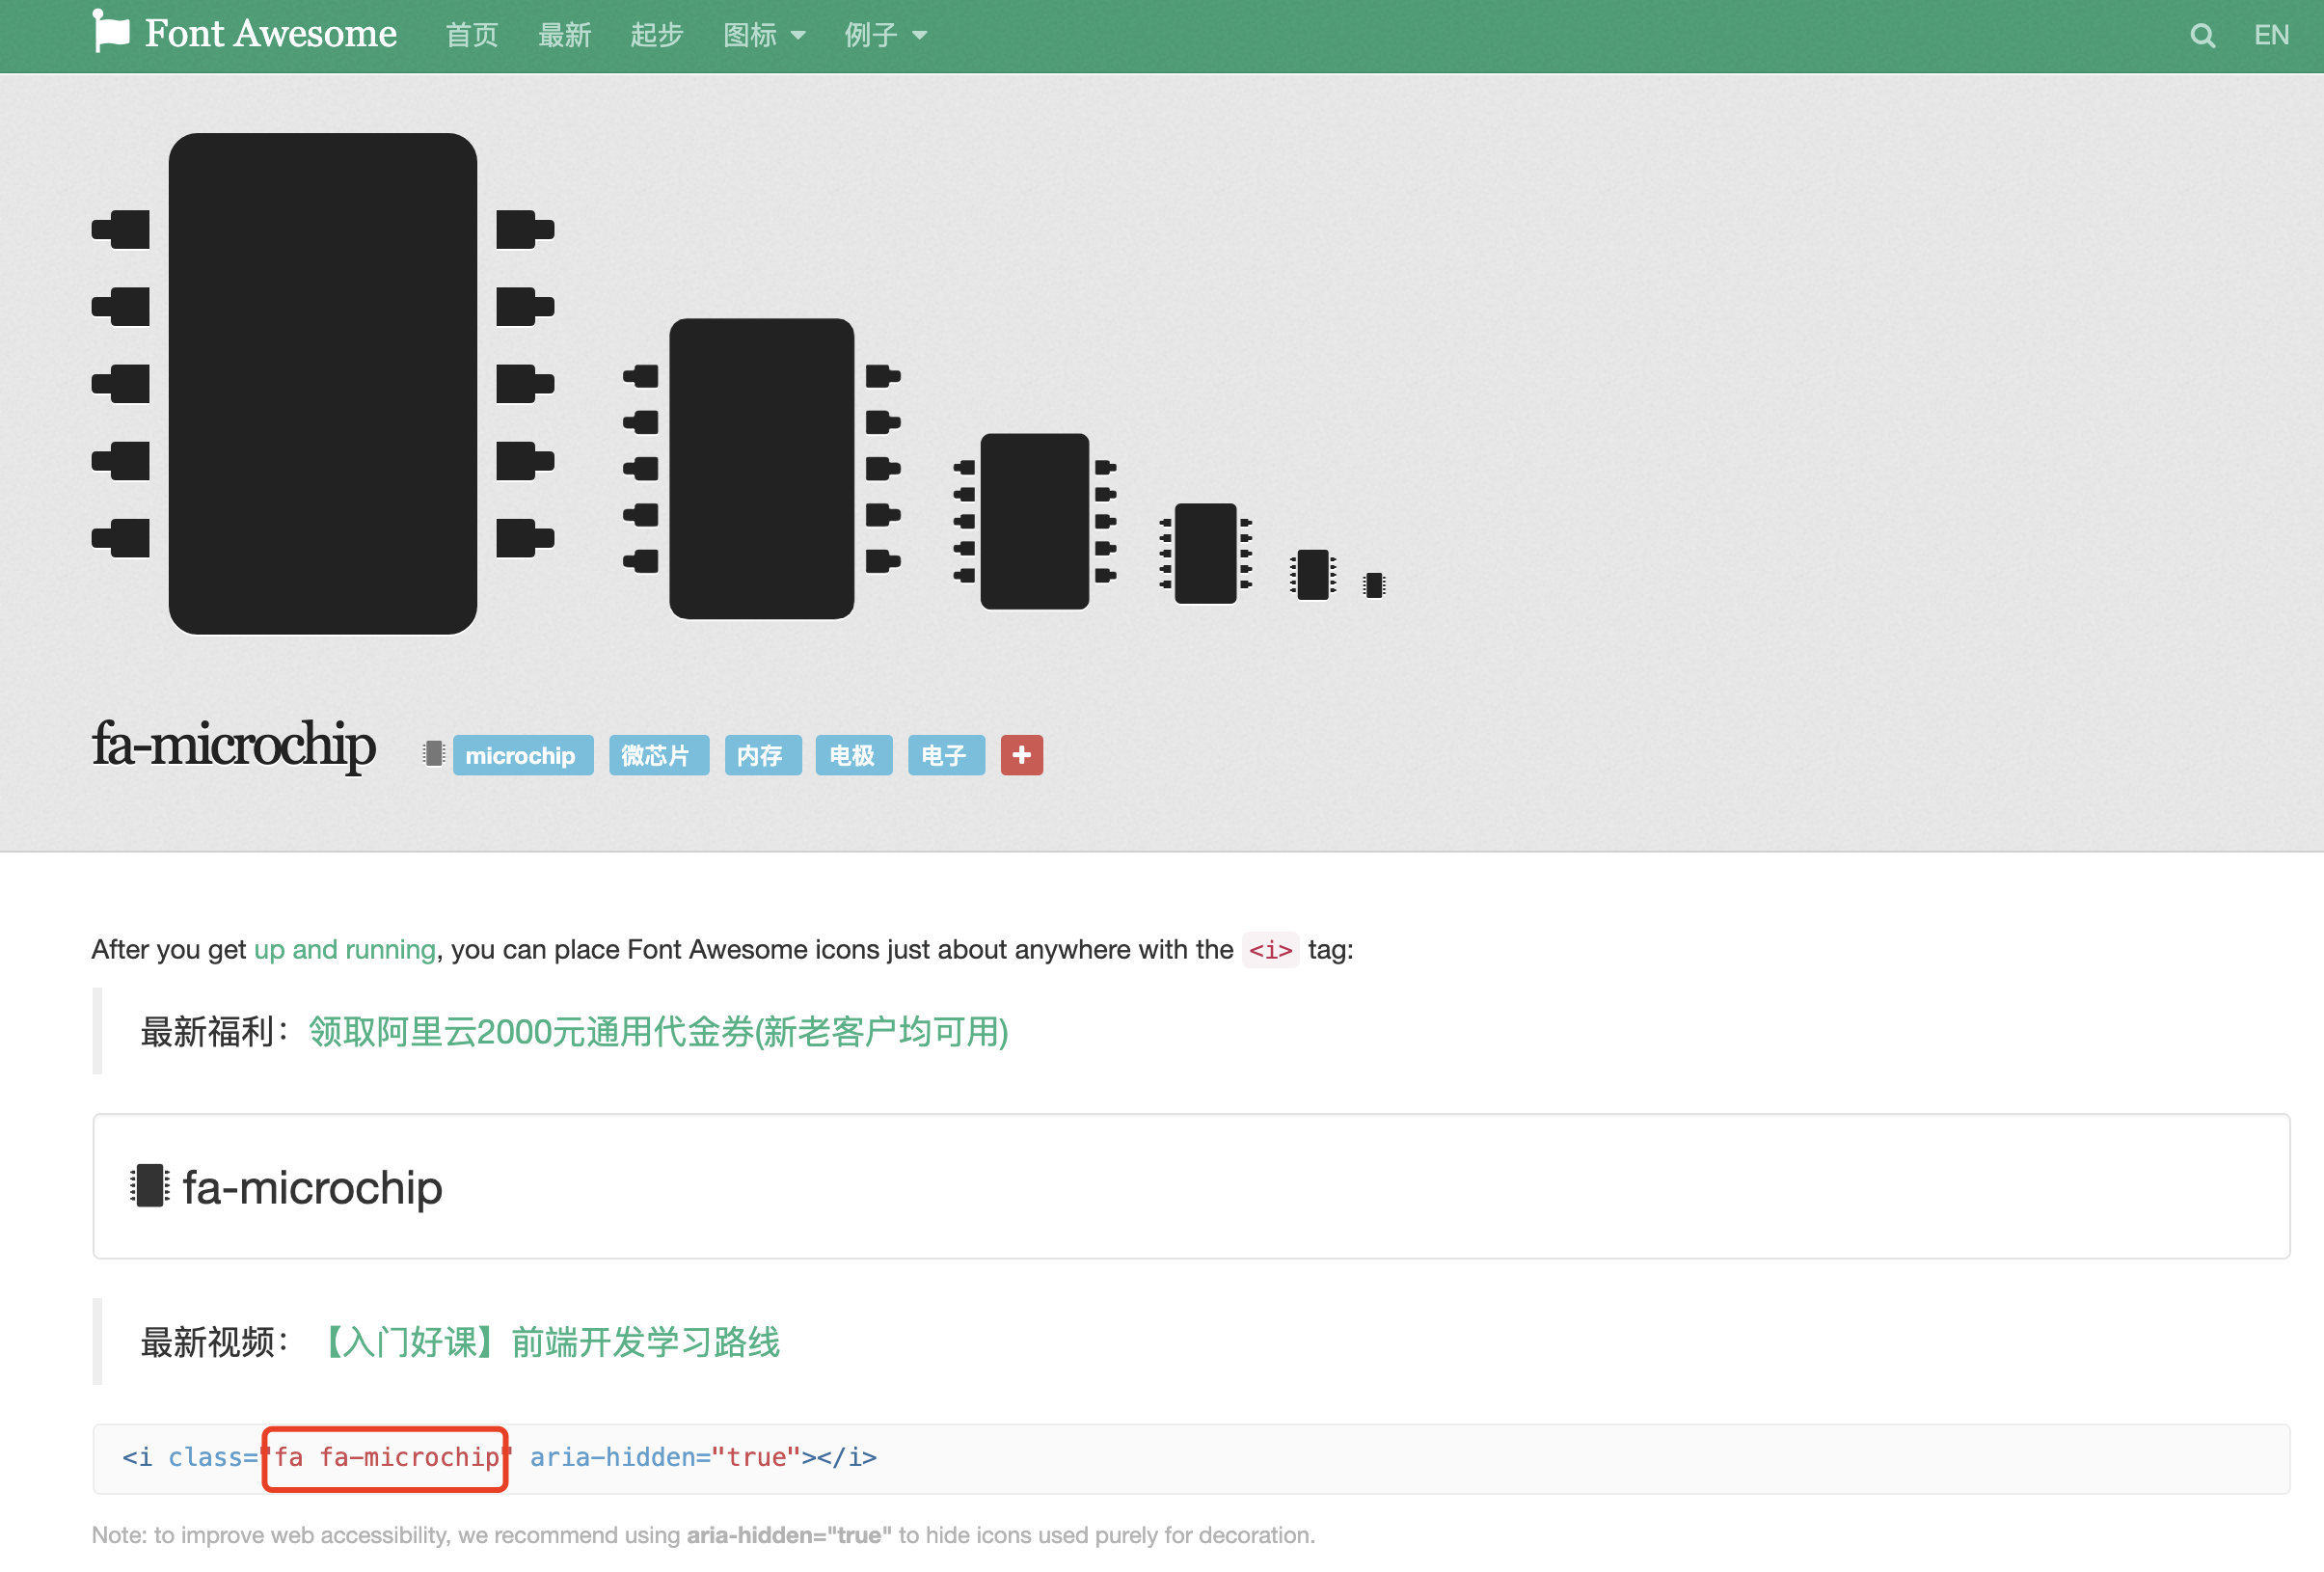 Font Awesome 首页 最新 起步 图标 例子 EN
fa-microchip microchip 微芯片 内存 电极 电子
After you get up and running, you can place Font Awesome icons just about anywhere with the <i> tag:
最新福利：领取阿里云2000元通用代金券(新老客户均可用)
fa-microchip
最新视频：【入门好课】前端开发学习路线
<i class="fa fa-microchip" aria-hidden="true"></i>
Note: to improve web accessibility, we recommend using aria-hidden="true" to hide icons used purely for decoration.